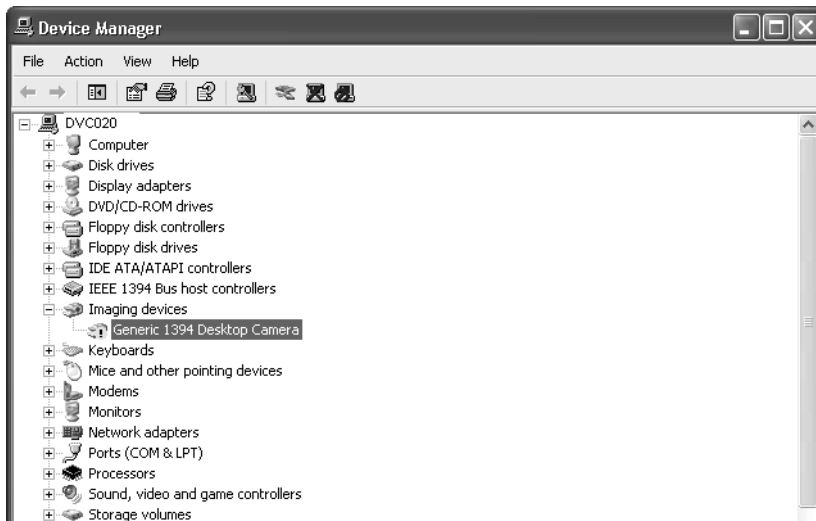 Device Manager
File Action View Help
DVC020
Computer
Disk drives
Display adapters
DVD/CD-ROM drives
Floppy disk controllers
Floppy disk drives
IDE ATA/ATAPI controllers
IEEE 1394 Bus host controllers
Imaging devices
Generic 1394 Desktop Camera
Keyboards
Mice and other pointing devices
Modems
Monitors
Network adapters
Ports (COM & LPT)
Processors
Sound, video and game controllers
Storage volumes